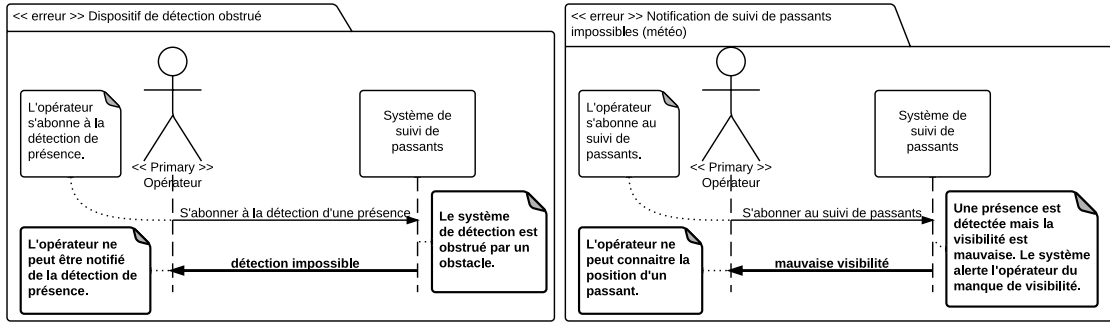 << erreur >> Dispositif de détection obstrué
L'opérateur
s'abonne à la
détection de
présence.
Système de
suivi de
passants
<< Primary >>
Opérateur
S'abonner à la détection d'une présence
Le système
de détection est
obstrué par un
obstacle.
L'opérateur ne
peut être notifié
de la détection de
présence.
détection impossible
<< erreur >> Notification de suivi de passants
impossibles (météo)
L'opérateur
s'abonne au
suivi de
passants.
Système de
suivi de
passants
<< Primary >>
Opérateur
S'abonner au suivi de passants
Une présence est
détectée mais la
visibilité est
mauvaise. Le système
alerte l'opérateur du
manque de visibilité.
L'opérateur ne
peut connaitre la
position d'un
passant.
mauvaise visibilité